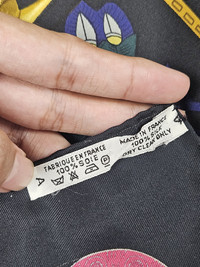 FABRIQUE EN FRANCE
100% SOIE
A
MADE IN FRANCE
100% SILK
DRY CLEAN ONLY